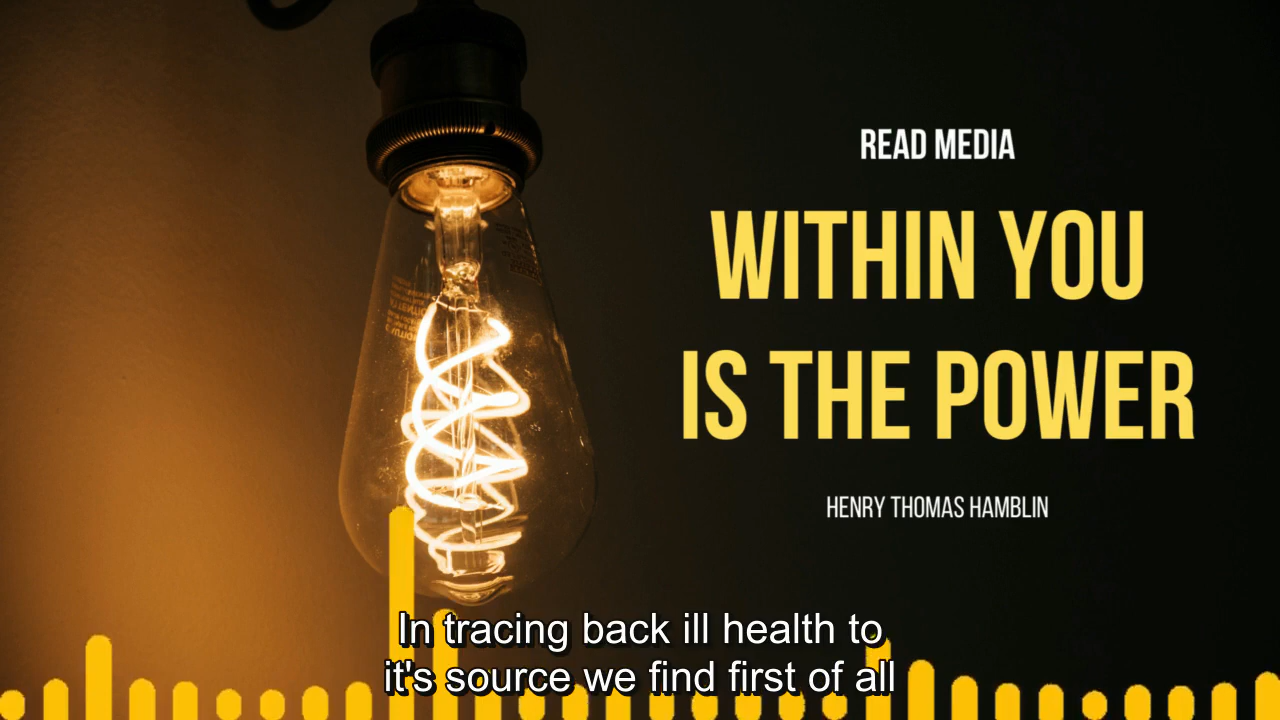 READ MEDIA
WITHIN YOU
IS THE POWER
HENRY THOMAS HAMBLIN
In tracing back ill health to
it's source we find first of all